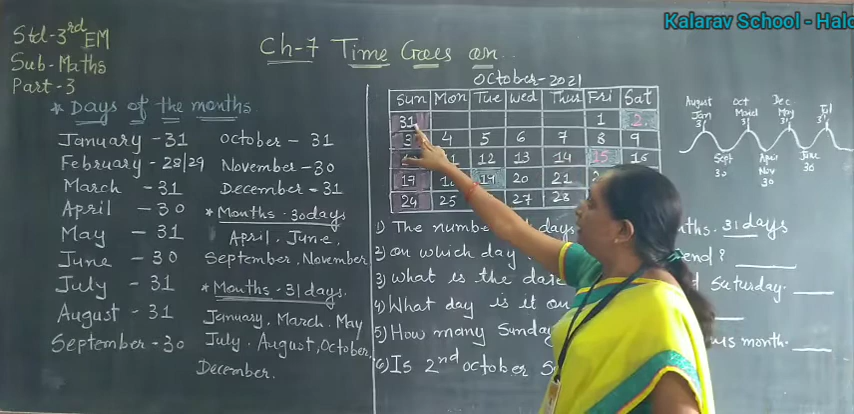 Kalarav School - Halo
Std-3rd EM
Sub-Maths
Part-3
Ch-7 Time Goes on..
* Days of the months
January - 31
February - 28/29
March - 31
April - 30
May - 31
June - 30
July - 31
August - 31
September - 30
October - 31
November - 30
December - 31
* Months - 30 days
April, June,
September, November
* Months - 31 days.
January, March, May
July, August, October,
December.
October-2021
Sun Mon Tue Wed Thur Fri Sat
31 1 2
3 4 5 6 7 8 9
11 12 13 14 15 16
17 18 19 20 21
24 25 27 28
1) The number of days 31 days
2) on which day end?
3) What is the Saturday.
4) What day is it on
5) How many Sunday month.
6) Is 2nd October
August Jan 31
Sept 30
Oct March 31
April Nov 30
Dec May 31
June 30
Jul 31